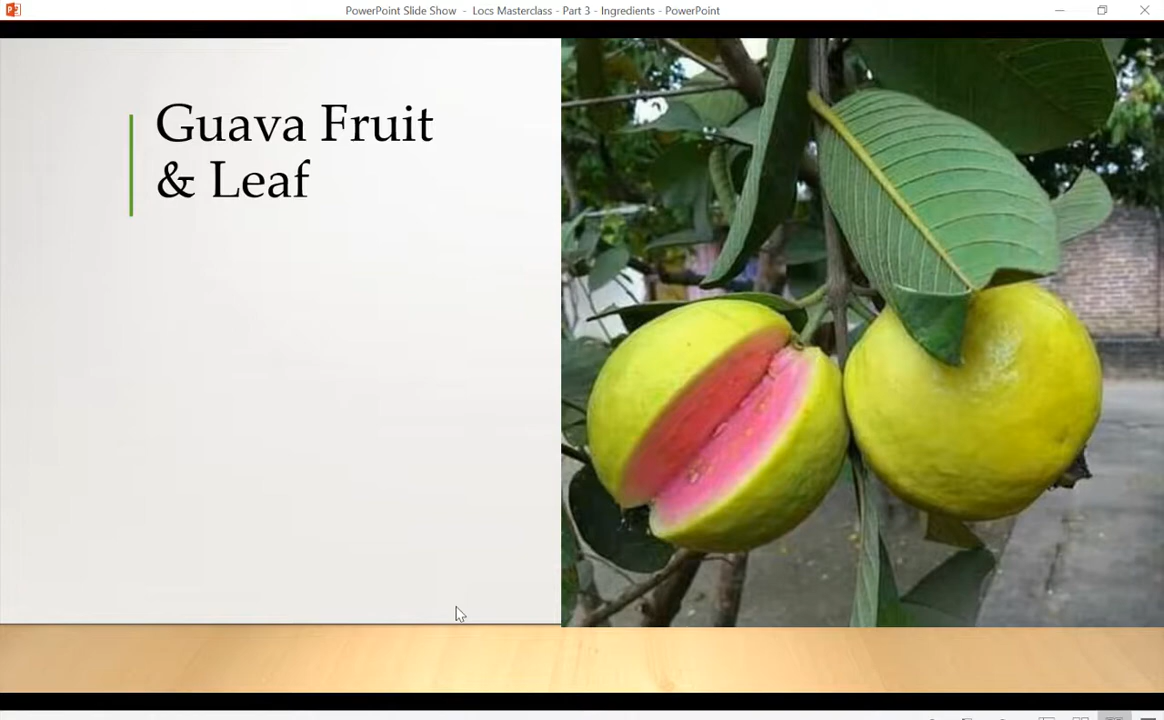 PowerPoint Slide Show - Locs Masterclass - Part 3 - Ingredients - PowerPoint
Guava Fruit
& Leaf